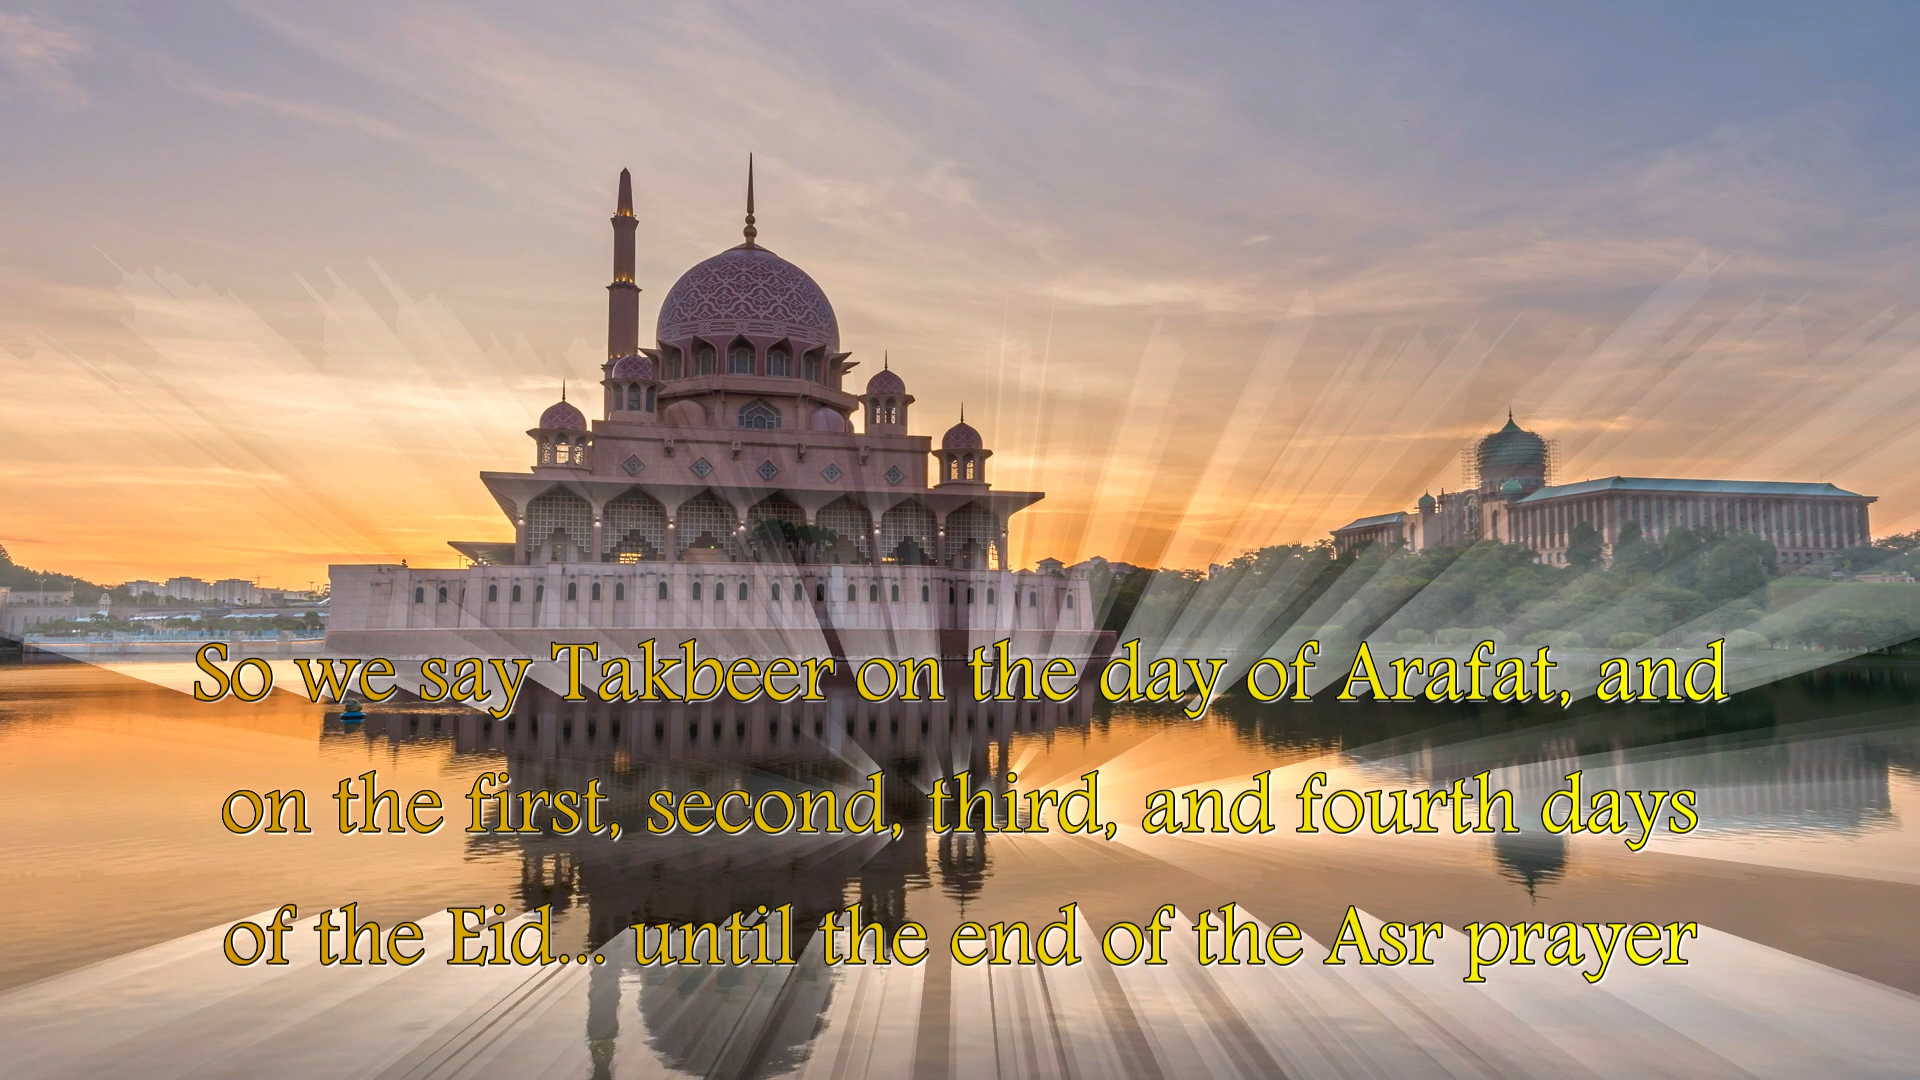 So we say Takbeer on the day of Arafat, and
on the first, second, third, and fourth days
of the Eid... until the end of the Asr prayer